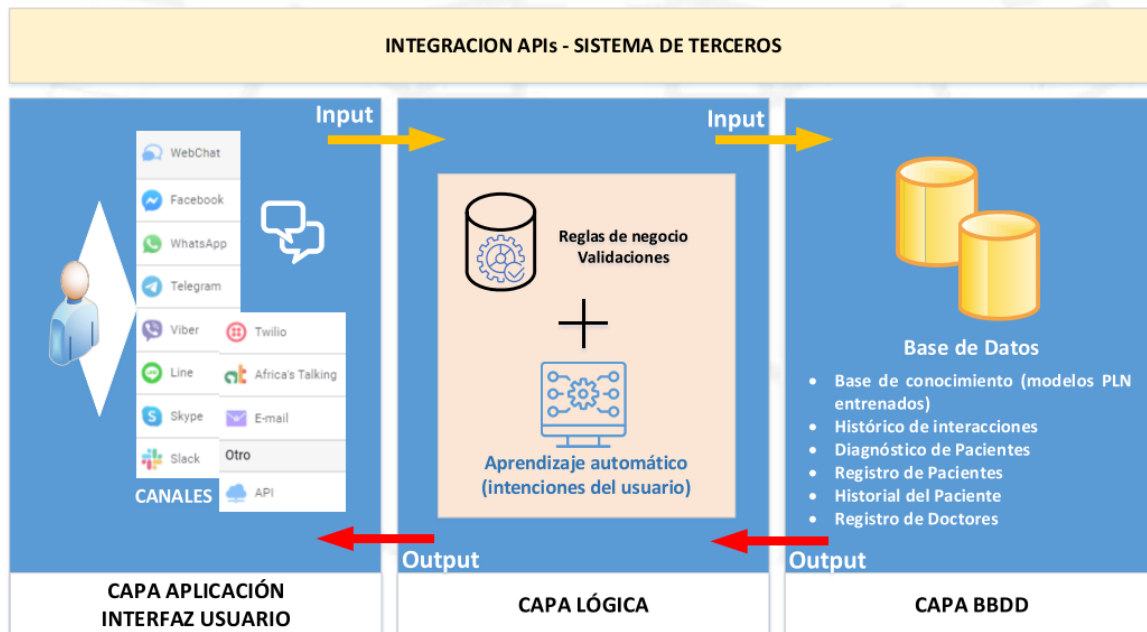 INTEGRACION APIs - SISTEMA DE TERCEROS
Input
WebChat
Facebook
WhatsApp
Telegram
Viber
Line
Skype
Slack
Twilio
Africa's Talking
E-mail
Otro
API
CANALES
Output
CAPA APLICACIÓN
INTERFAZ USUARIO
Input
Reglas de negocio
Validaciones
Aprendizaje automático
(intenciones del usuario)
Output
CAPA LÓGICA
Base de Datos
• Base de conocimiento (modelos PLN
entrenados)
• Histórico de interacciones
• Diagnóstico de Pacientes
• Registro de Pacientes
• Historial del Paciente
• Registro de Doctores
CAPA BBDD